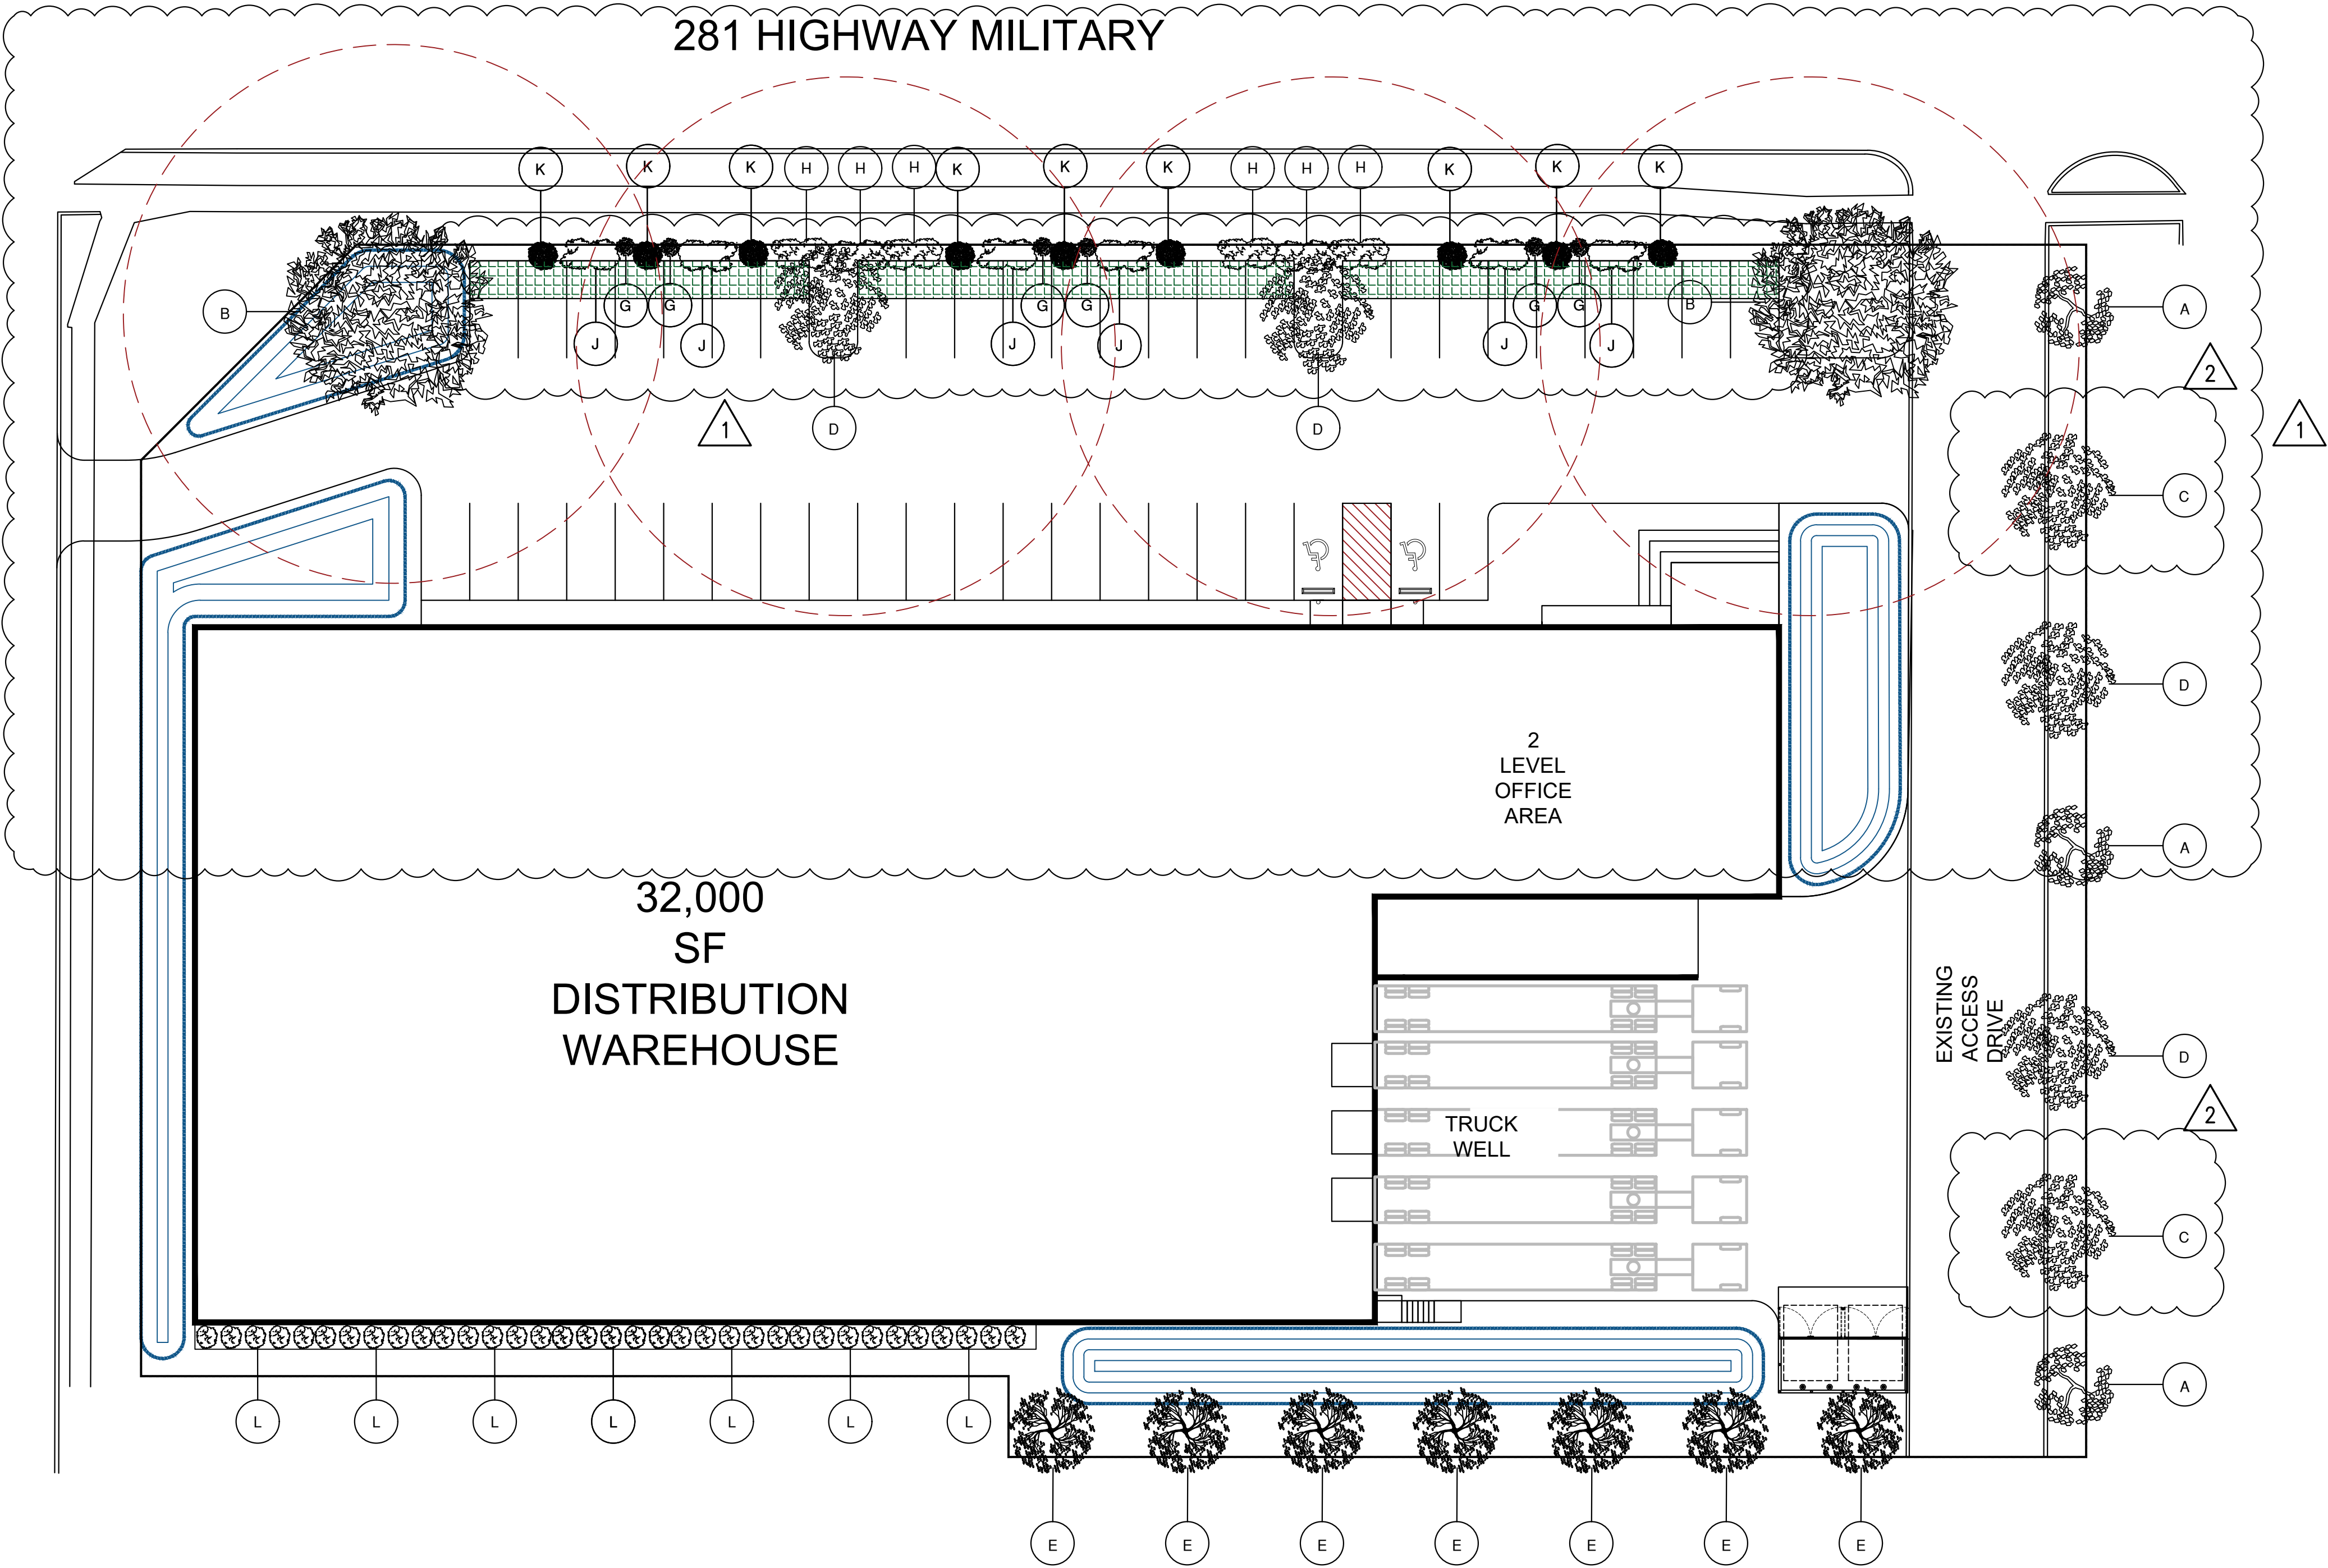 281 HIGHWAY MILITARY
K K K H H H K K K H H H K K K
B G G G G G G B A
J J J J J J
2
1 D D 1
C
D
2
LEVEL
OFFICE
AREA
A
32,000
SF
DISTRIBUTION
WAREHOUSE
EXISTING
ACCESS
DRIVE
D
2
TRUCK
WELL
C
A
L L L L L L L
E E E E E E E